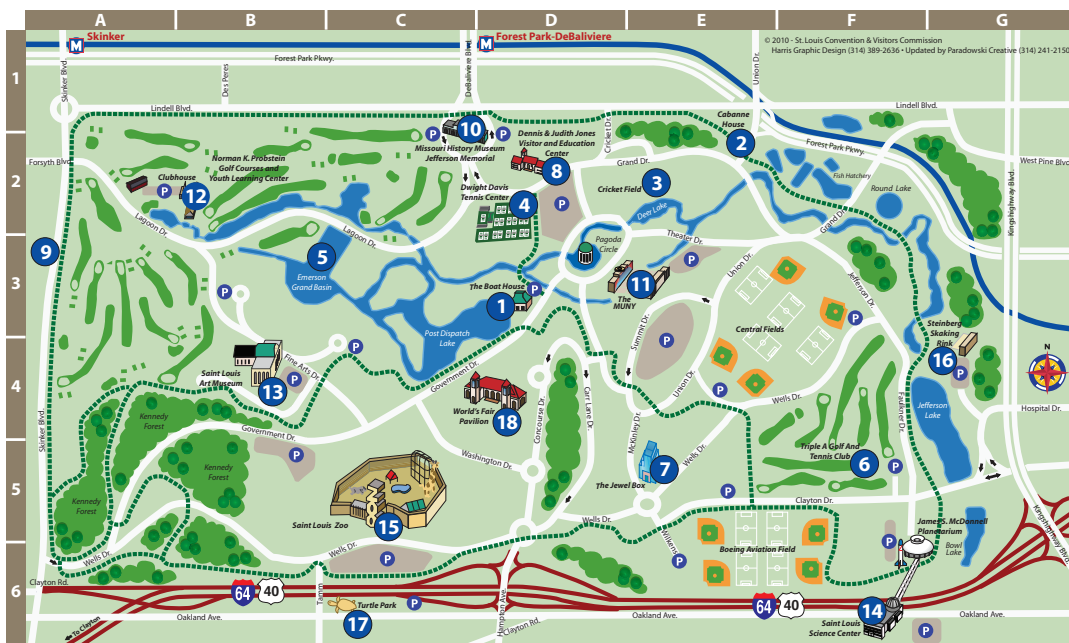 A B C D E F G
1
2
3
4
5
6
M Skinker
M Forest Park-DeBaliviere
© 2010 - St. Louis Convention & Visitors Commission
Harris Graphic Design (314) 389-2636 • Updated by Paradowski Creative (314) 241-2150
Forest Park Pkwy.
Skinker Blvd.
Des Peres
DeBaliviere Blvd.
Union Dr.
Lindell Blvd.
Lindell Blvd.
Cricket Dr.
Cabanne
House
2
10
P
P
Missouri History Museum
Jefferson Memorial
Dennis & Judith Jones
Visitor and Education
Center
8
Grand Dr.
Forest Park Pkwy.
West Pine Blvd.
Kingshighway Blvd.
Forsyth Blvd.
Norman K. Probstein
Golf Courses and
Youth Learning Center
Clubhouse
P
12
Dwight Davis
Tennis Center
4
P
Cricket Field
3
Fish Hatchery
Round Lake
Deer Lake
Grand Dr.
Lagoon Dr.
Lagoon Dr.
9
5
Emerson
Grand Basin
Pagoda
Circle
Theater Dr.
P
Union Dr.
Jefferson Dr.
P
The Boat House
P
1
11
The
MUNY
Summit Dr.
P
Central Fields
P
Steinberg
Skaking
Rink
16
P
N
Post Dispatch
Lake
P
Saint Louis
Art Museum
Fine Arts Dr.
P
13
Government Dr.
World's Fair
Pavilion
18
Concourse Dr.
Carr Lane Dr.
Union Dr.
P
Wells Dr.
Faulkner Dr.
Jefferson
Lake
Hospital Dr.
Skinker Blvd.
Kennedy
Forest
Government Dr.
P
Kennedy
Forest
Kennedy
Forest
Washington Dr.
McKinley Dr.
7
The Jewel Box
Wells Dr.
P
Triple A Golf And
Tennis Club
6
P
Clayton Dr.
Saint Louis Zoo
15
Wells Dr.
Wells Dr.
Wells Dr.
P
Wilkens
P
Boeing Aviation Field
P
James S. McDonnell
Planetarium
Bowl
Lake
Kingshighway Blvd.
Clayton Rd.
64 40
Tamm
Turtle Park
17
P
Hampton Ave.
Clayton Rd.
64 40
Oakland Ave.
Oakland Ave.
Oakland Ave.
14
Saint Louis
Science Center
P
To Clayton